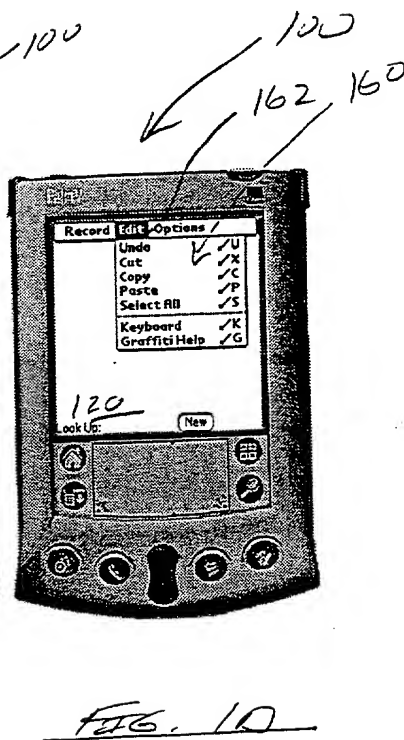 100
100
162
160
Palm
Record Edit Options /
Undo /U
Cut /X
Copy /C
Paste /P
Select All /S
Keyboard /K
Graffiti Help /G
120
Look Up:
New
FIG. 1D